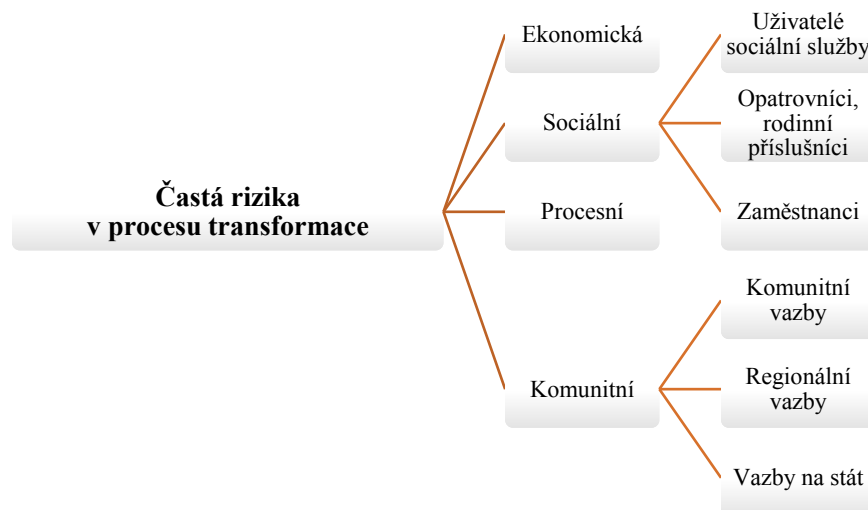 Častá rizika
v procesu transformace
Ekonomická
Sociální
Uživatelé
sociální služby
Opatrovníci,
rodinní
příslušníci
Zaměstnanci
Procesní
Komunitní
Komunitní
vazby
Regionální
vazby
Vazby na stát